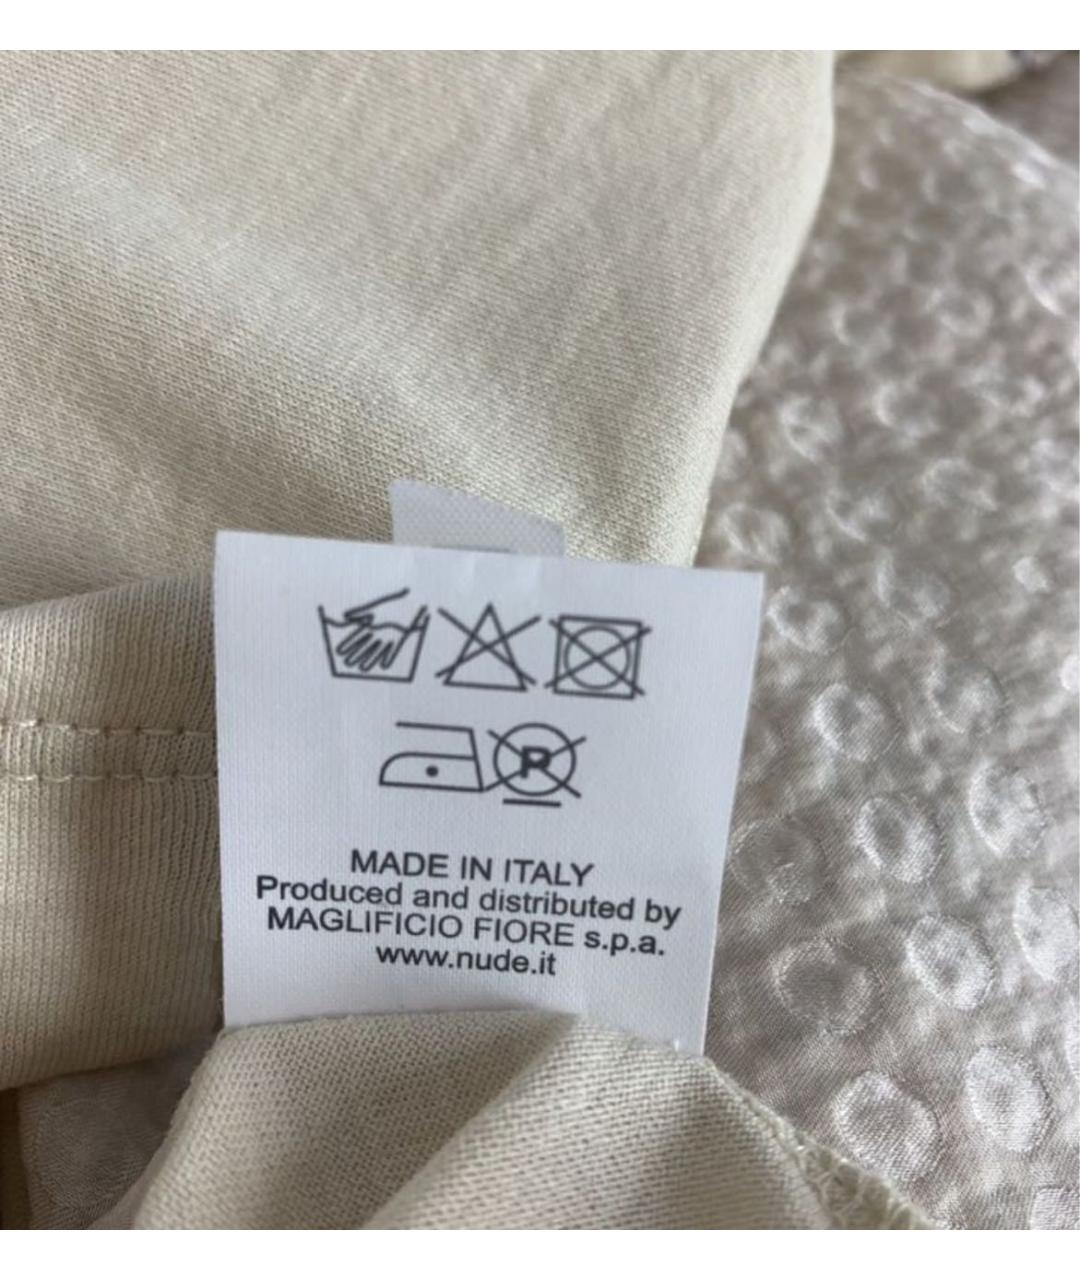 P
MADE IN ITALY
Produced and distributed by
MAGLIFICIO FIORE s.p.a.
www.nude.it